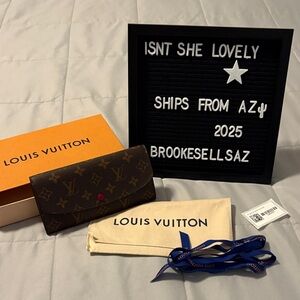 ISNT SHE LOVELY
SHIPS FROM AZ
2025
BROOKESELLSAZ
LOUIS VUITTON
LOUIS VUITTON